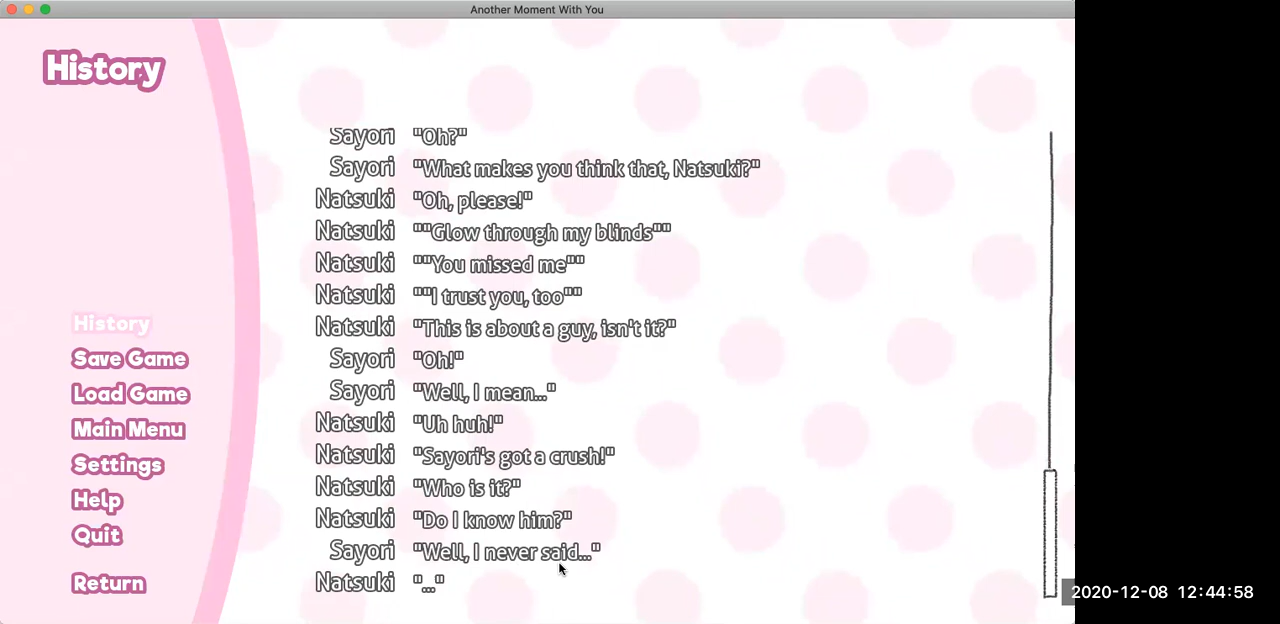 Another Moment With You
History
Sayori "Oh?"
Sayori "What makes you think that, Natsuki?"
Natsuki "Oh, please!"
Natsuki ""Glow through my blinds""
Natsuki ""You missed me""
Natsuki ""I trust you, too""
Natsuki "This is about a guy, isn't it?"
Sayori "Oh!"
Sayori "Well, I mean..."
Natsuki "Uh huh!"
Natsuki "Sayori's got a crush!"
Natsuki "Who is it?"
Natsuki "Do I know him?"
Sayori "Well, I never said..."
Natsuki "..."
History
Save Game
Load Game
Main Menu
Settings
Help
Quit
Return
2020-12-08 12:44:58